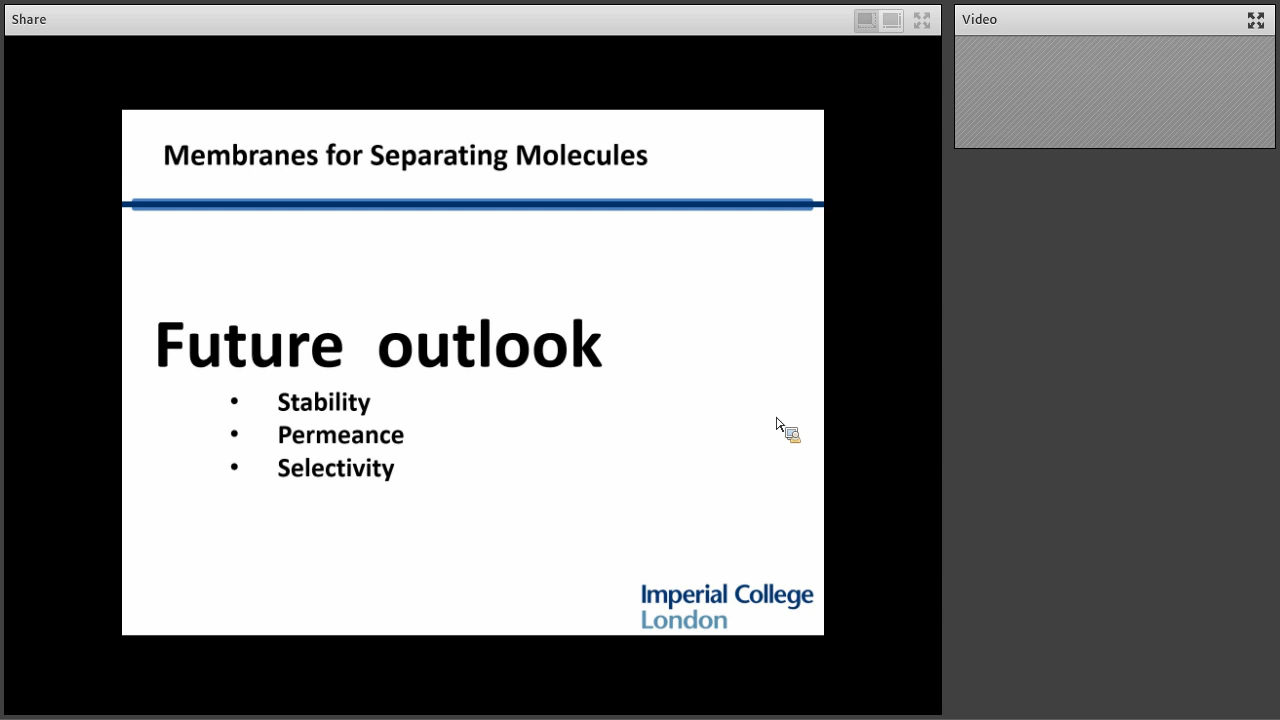 Share
Video
Membranes for Separating Molecules
Future outlook
• Stability
• Permeance
• Selectivity
Imperial College
London